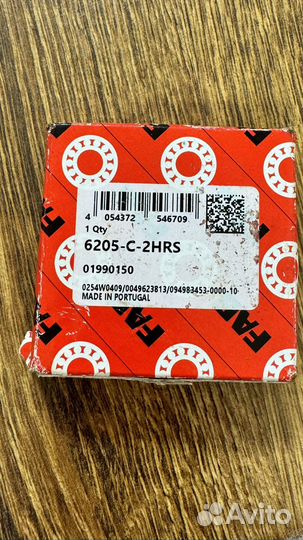 4 054372 546709
1 Qty
6205-C-2HRS
01990150
0254W0409/0049623813/094983453-0000-10
MADE IN PORTUGAL
FAG
Avito